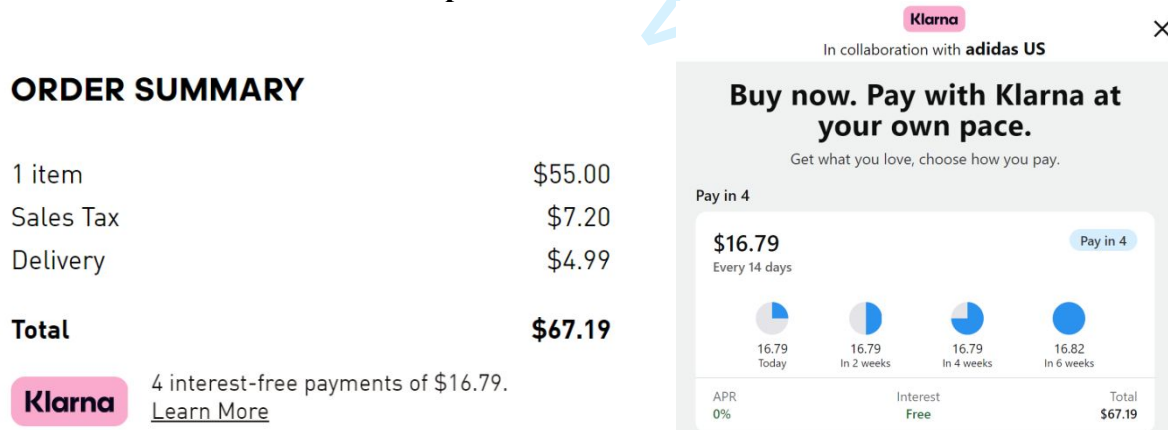 ORDER SUMMARY
1 item $55.00
Sales Tax $7.20
Delivery $4.99
Total $67.19
Klarna
4 interest-free payments of $16.79.
Learn More
Klarna
In collaboration with adidas US
Buy now. Pay with Klarna at
your own pace.
Get what you love, choose how you pay.
Pay in 4
$16.79 Pay in 4
Every 14 days
16.79 16.79 16.79 16.82
Today In 2 weeks In 4 weeks In 6 weeks
APR Interest Total
0% Free $67.19